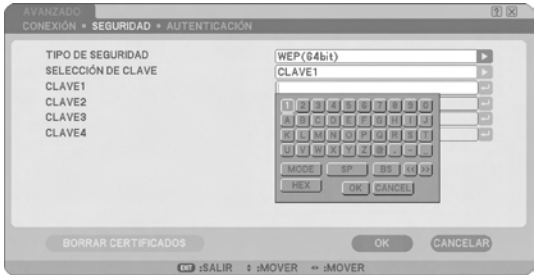 AVANZADO
CONEXIÓN • SEGURIDAD • AUTENTICACIÓN
TIPO DE SEGURIDAD WEP(64bit)
SELECCIÓN DE CLAVE CLAVE1
CLAVE1
CLAVE2
CLAVE3
CLAVE4
1 2 3 4 5 6 7 8 9 0
A B C D E F G H I J
K L M N O P Q R S T
U V W X Y Z @ . - _
MODE SP BS << >>
HEX OK CANCEL
BORRAR CERTIFICADOS OK CANCELAR
EXIT :SALIR ↕ :MOVER ↔ :MOVER